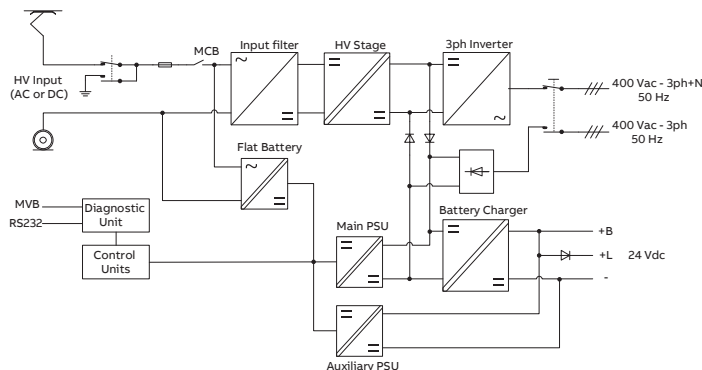 MCB
Input filter
HV Stage
3ph Inverter
HV Input
(AC or DC)
400 Vac - 3ph+N
50 Hz
400 Vac - 3ph
50 Hz
Flat Battery
MVB
RS232
Diagnostic
Unit
Control
Units
Main PSU
Battery Charger
+B
+L
24 Vdc
-
Auxiliary PSU